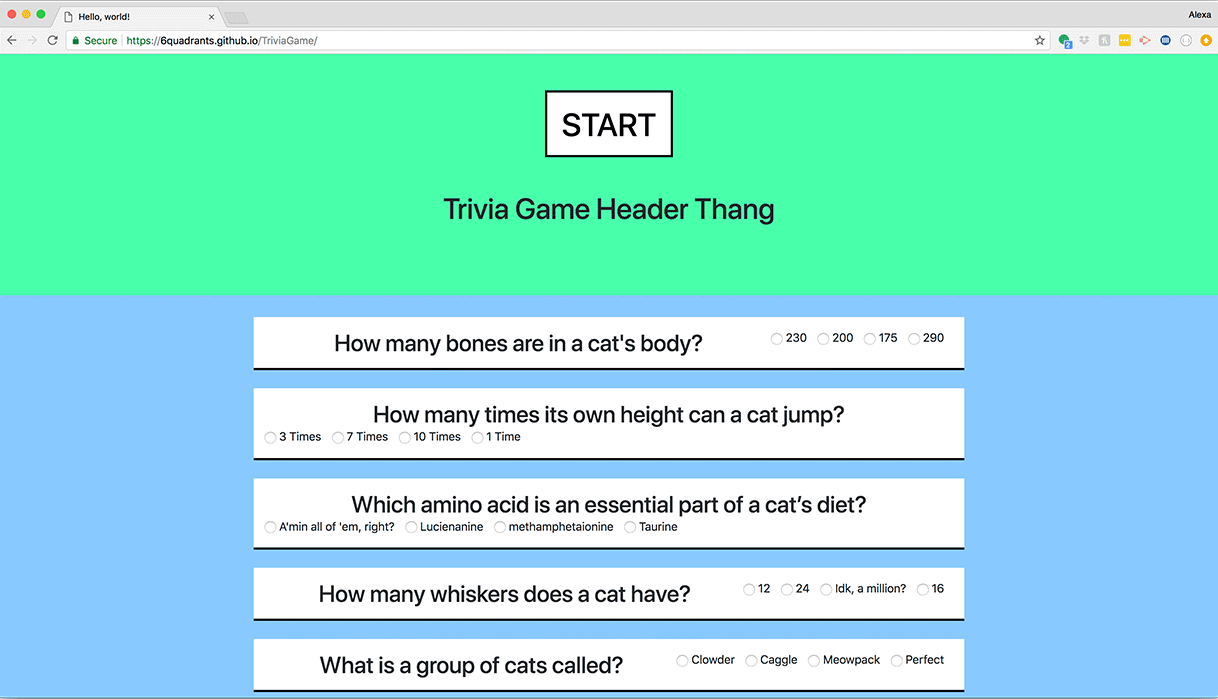 Hello, world!
Alexa
Secure https://6quadrants.github.io/TriviaGame/
2
START
Trivia Game Header Thang
How many bones are in a cat's body? 230 200 175 290
How many times its own height can a cat jump?
3 Times 7 Times 10 Times 1 Time
Which amino acid is an essential part of a cat’s diet?
A'min all of 'em, right? Lucienanine methamphetaionine Taurine
How many whiskers does a cat have? 12 24 Idk, a million? 16
What is a group of cats called? Clowder Caggle Meowpack Perfect